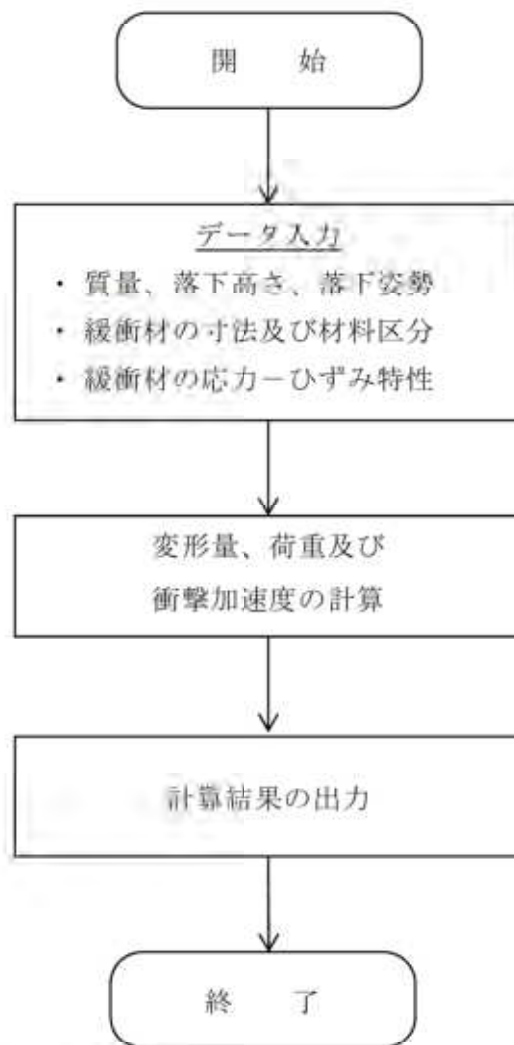 開　始
データ入力
・質量、落下高さ、落下姿勢
・緩衝材の寸法及び材料区分
・緩衝材の応力－ひずみ特性
変形量、荷重及び
衝撃加速度の計算
計算結果の出力
終　了